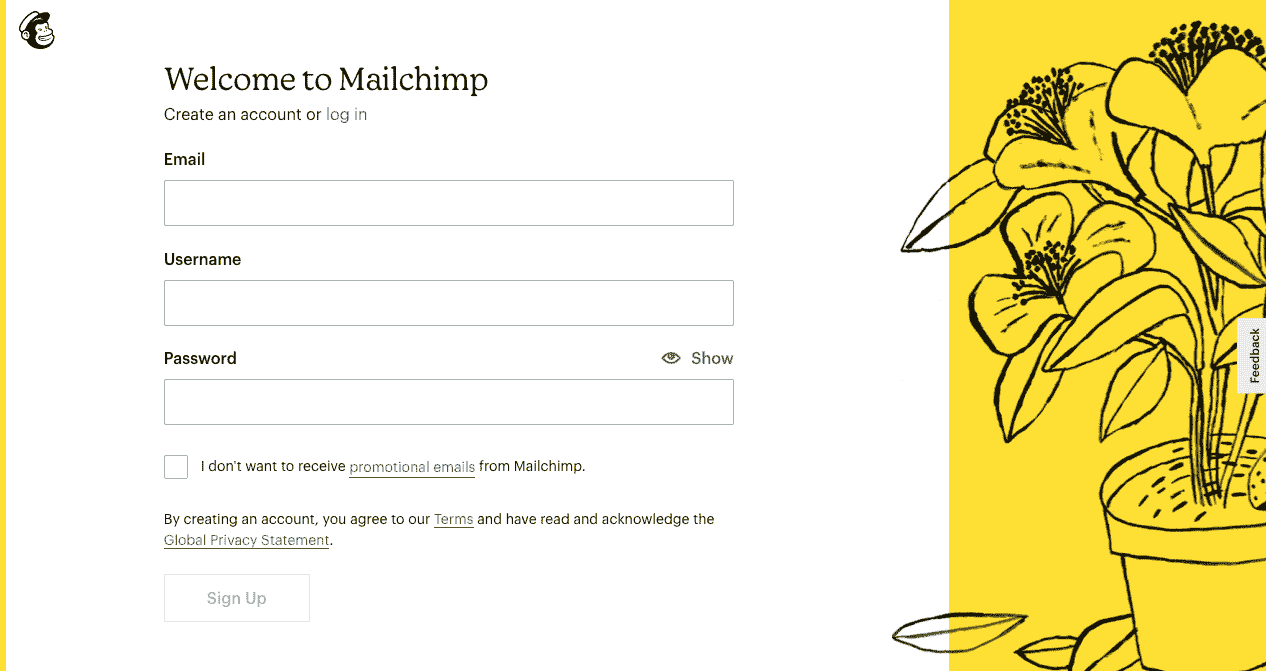 Welcome to Mailchimp
Create an account or log in
Email
Username
Password
Show
I don't want to receive promotional emails from Mailchimp.
By creating an account, you agree to our Terms and have read and acknowledge the
Global Privacy Statement.
Sign Up
Feedback